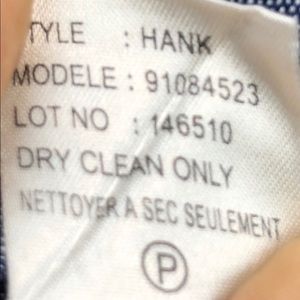 TYLE : HANK
MODELE : 91084523
LOT NO : 146510
DRY CLEAN ONLY
NETTOYER A SEC SEULEMENT
P